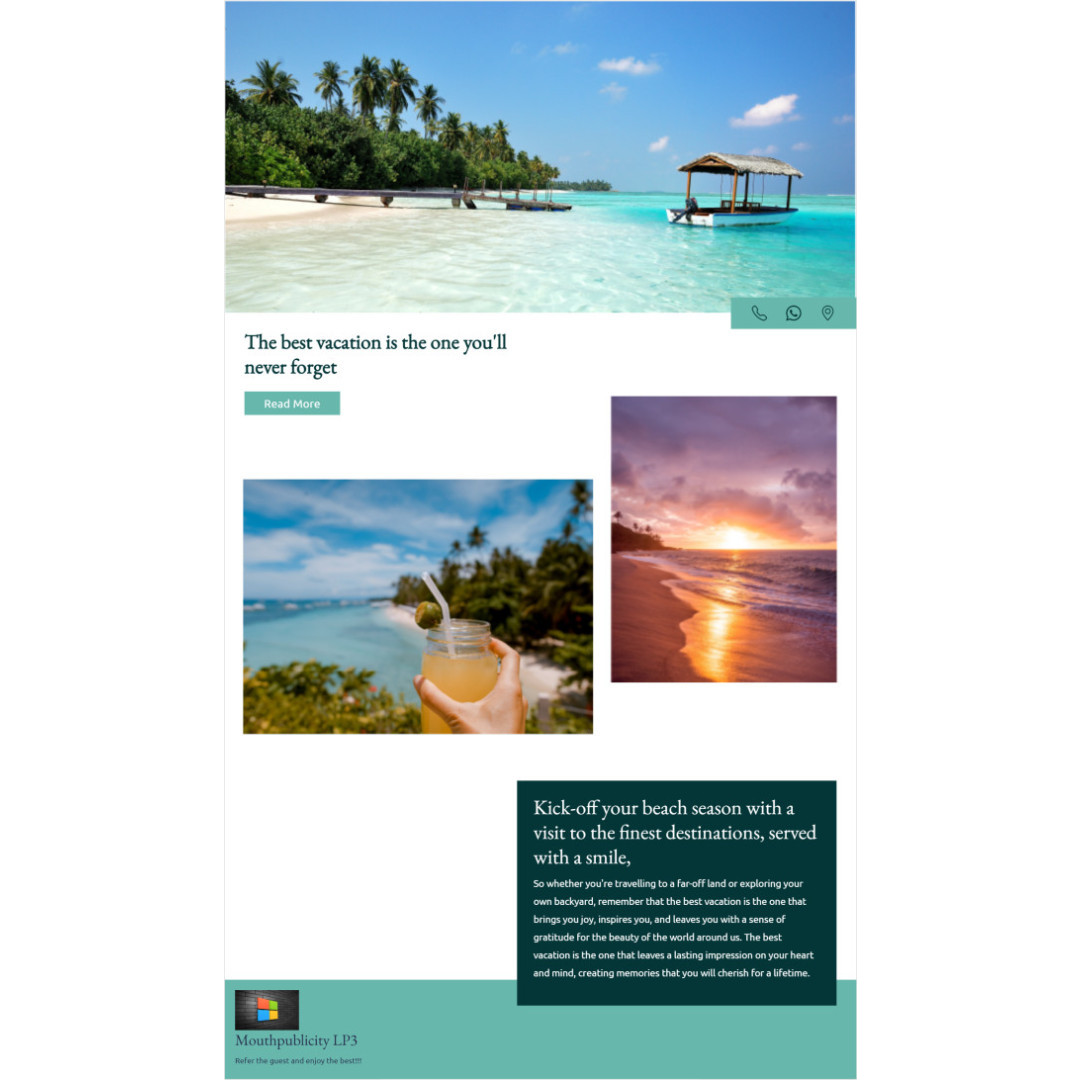 The best vacation is the one you'll
never forget
Read More
Kick-off your beach season with a
visit to the finest destinations, served
with a smile,
So whether you're travelling to a far-off land or exploring your
own backyard, remember that the best vacation is the one that
brings you joy, inspires you, and leaves you with a sense of
gratitude for the beauty of the world around us. The best
vacation is the one that leaves a lasting impression on your heart
and mind, creating memories that you will cherish for a lifetime.
Mouthpublicity LP3
Refer the guest and enjoy the best!!!